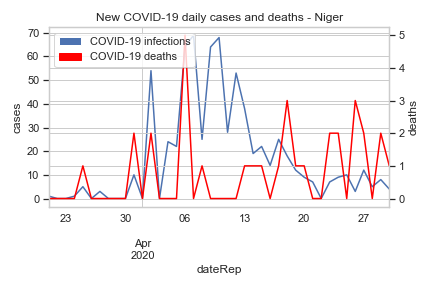 New COVID-19 daily cases and deaths - Niger
COVID-19 infections
COVID-19 deaths
70
60
50
40
30
20
10
0
cases
5
4
3
2
1
0
deaths
23 30 06 13 20 27
Apr
2020
dateRep